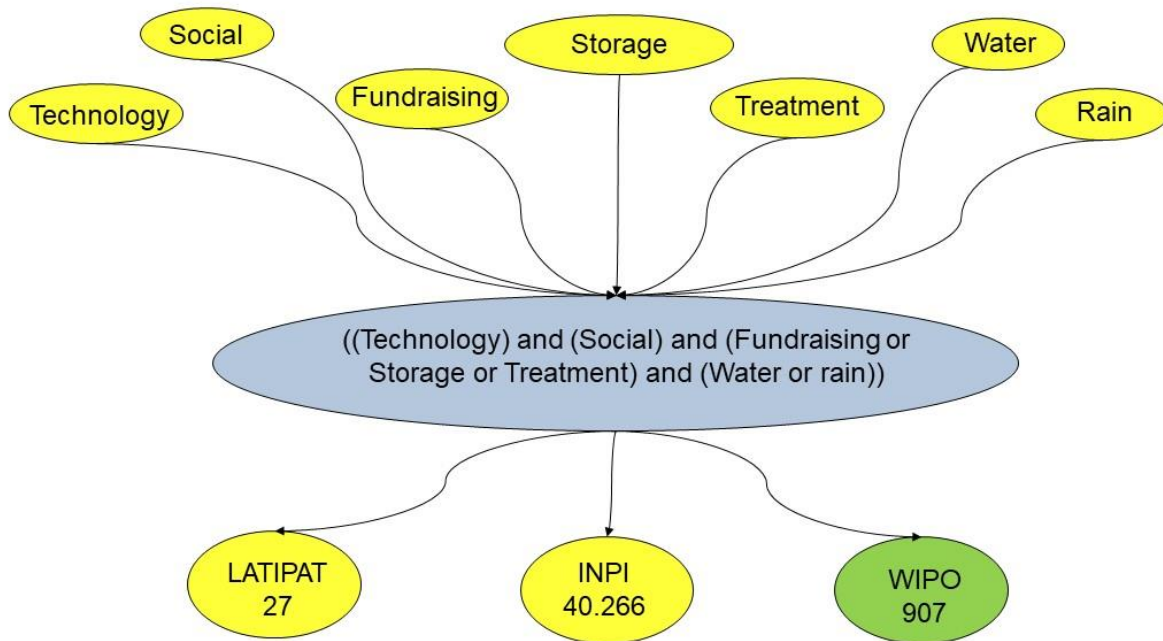 Social
Storage
Water
Technology
Fundraising
Treatment
Rain
((Technology) and (Social) and (Fundraising or
Storage or Treatment) and (Water or rain))
LATIPAT
27
INPI
40.266
WIPO
907